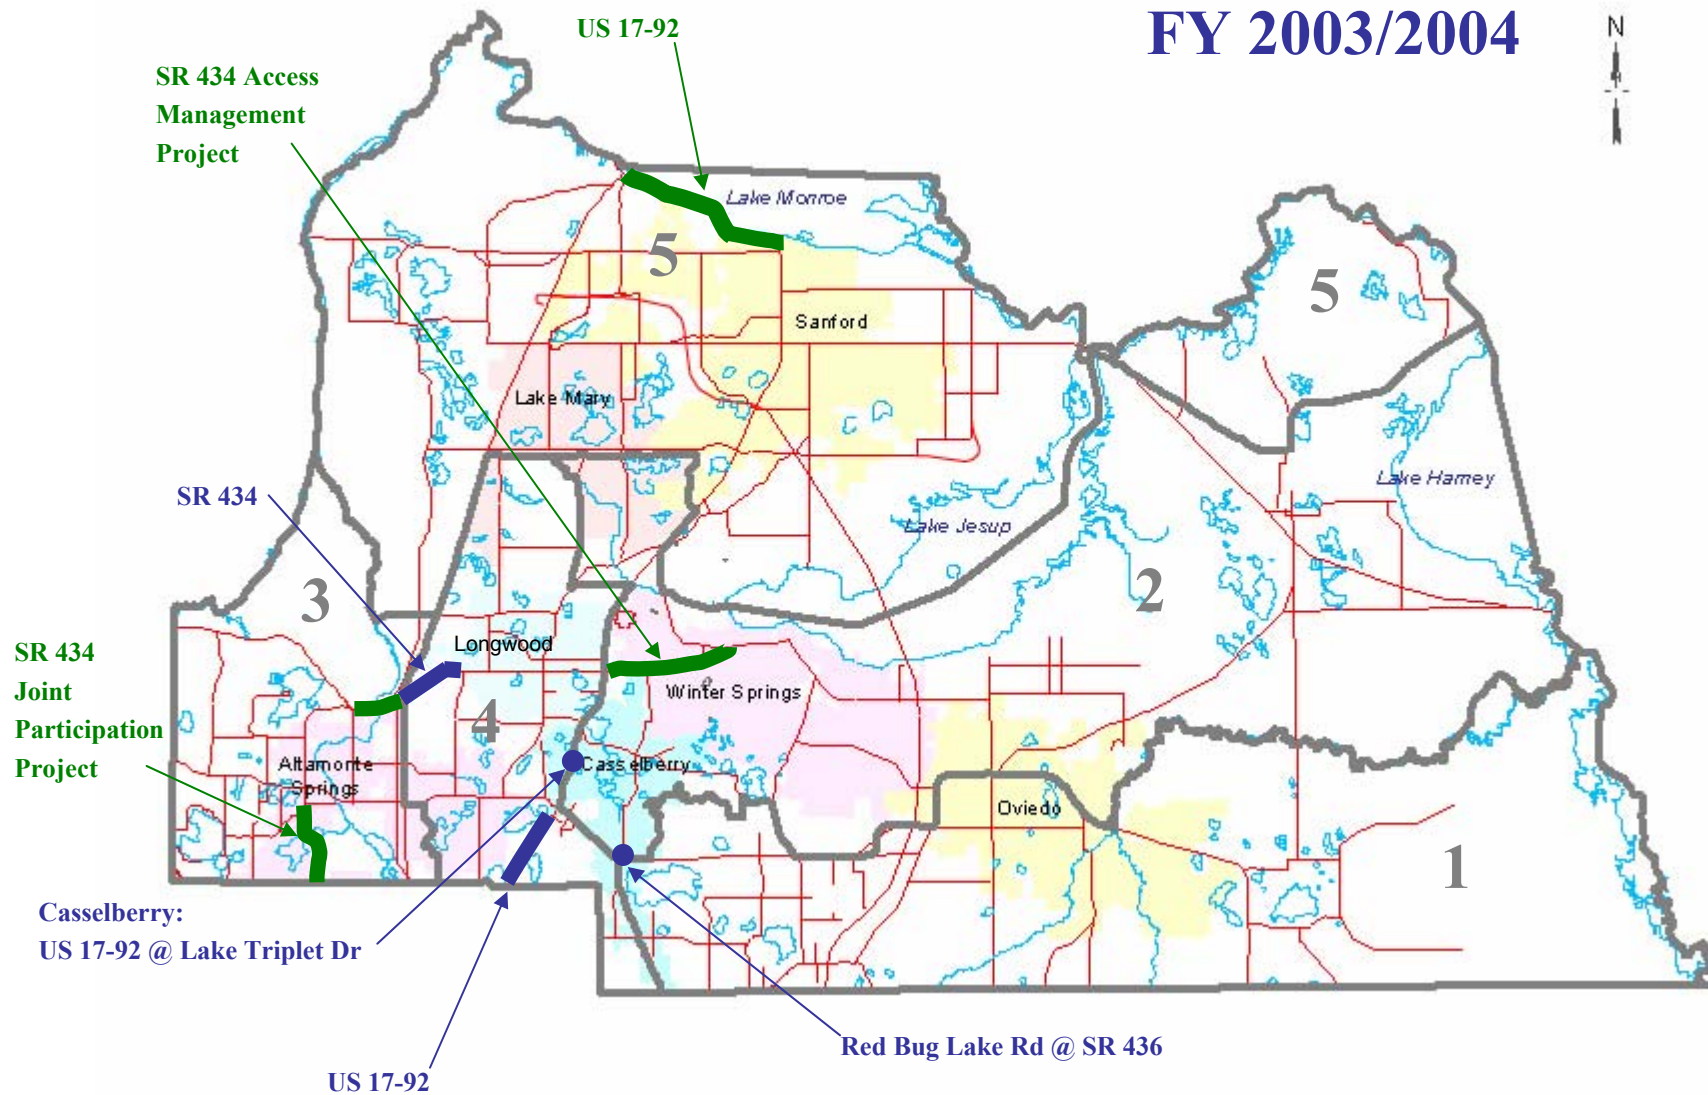 FY 2003/2004
N
US 17-92
SR 434 Access
Management
Project
Lake Monroe
5
5
Sanford
Lake Mary
Lake Harney
SR 434
Lake Jesup
3
2
Longwood
SR 434
Joint
Participation
Project
Winter Springs
4
Altamonte
Springs
Casselberry
Oviedo
1
Casselberry:
US 17-92 @ Lake Triplet Dr
Red Bug Lake Rd @ SR 436
US 17-92